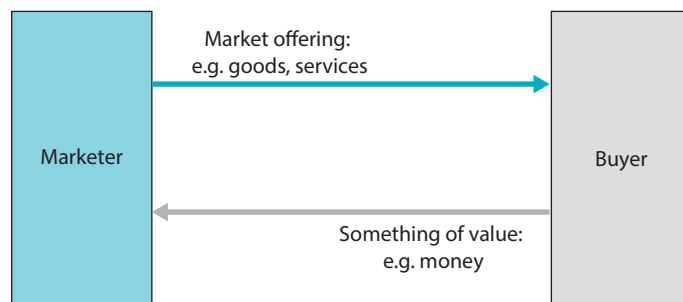 Market offering:
e.g. goods, services
Marketer
Buyer
Something of value:
e.g. money